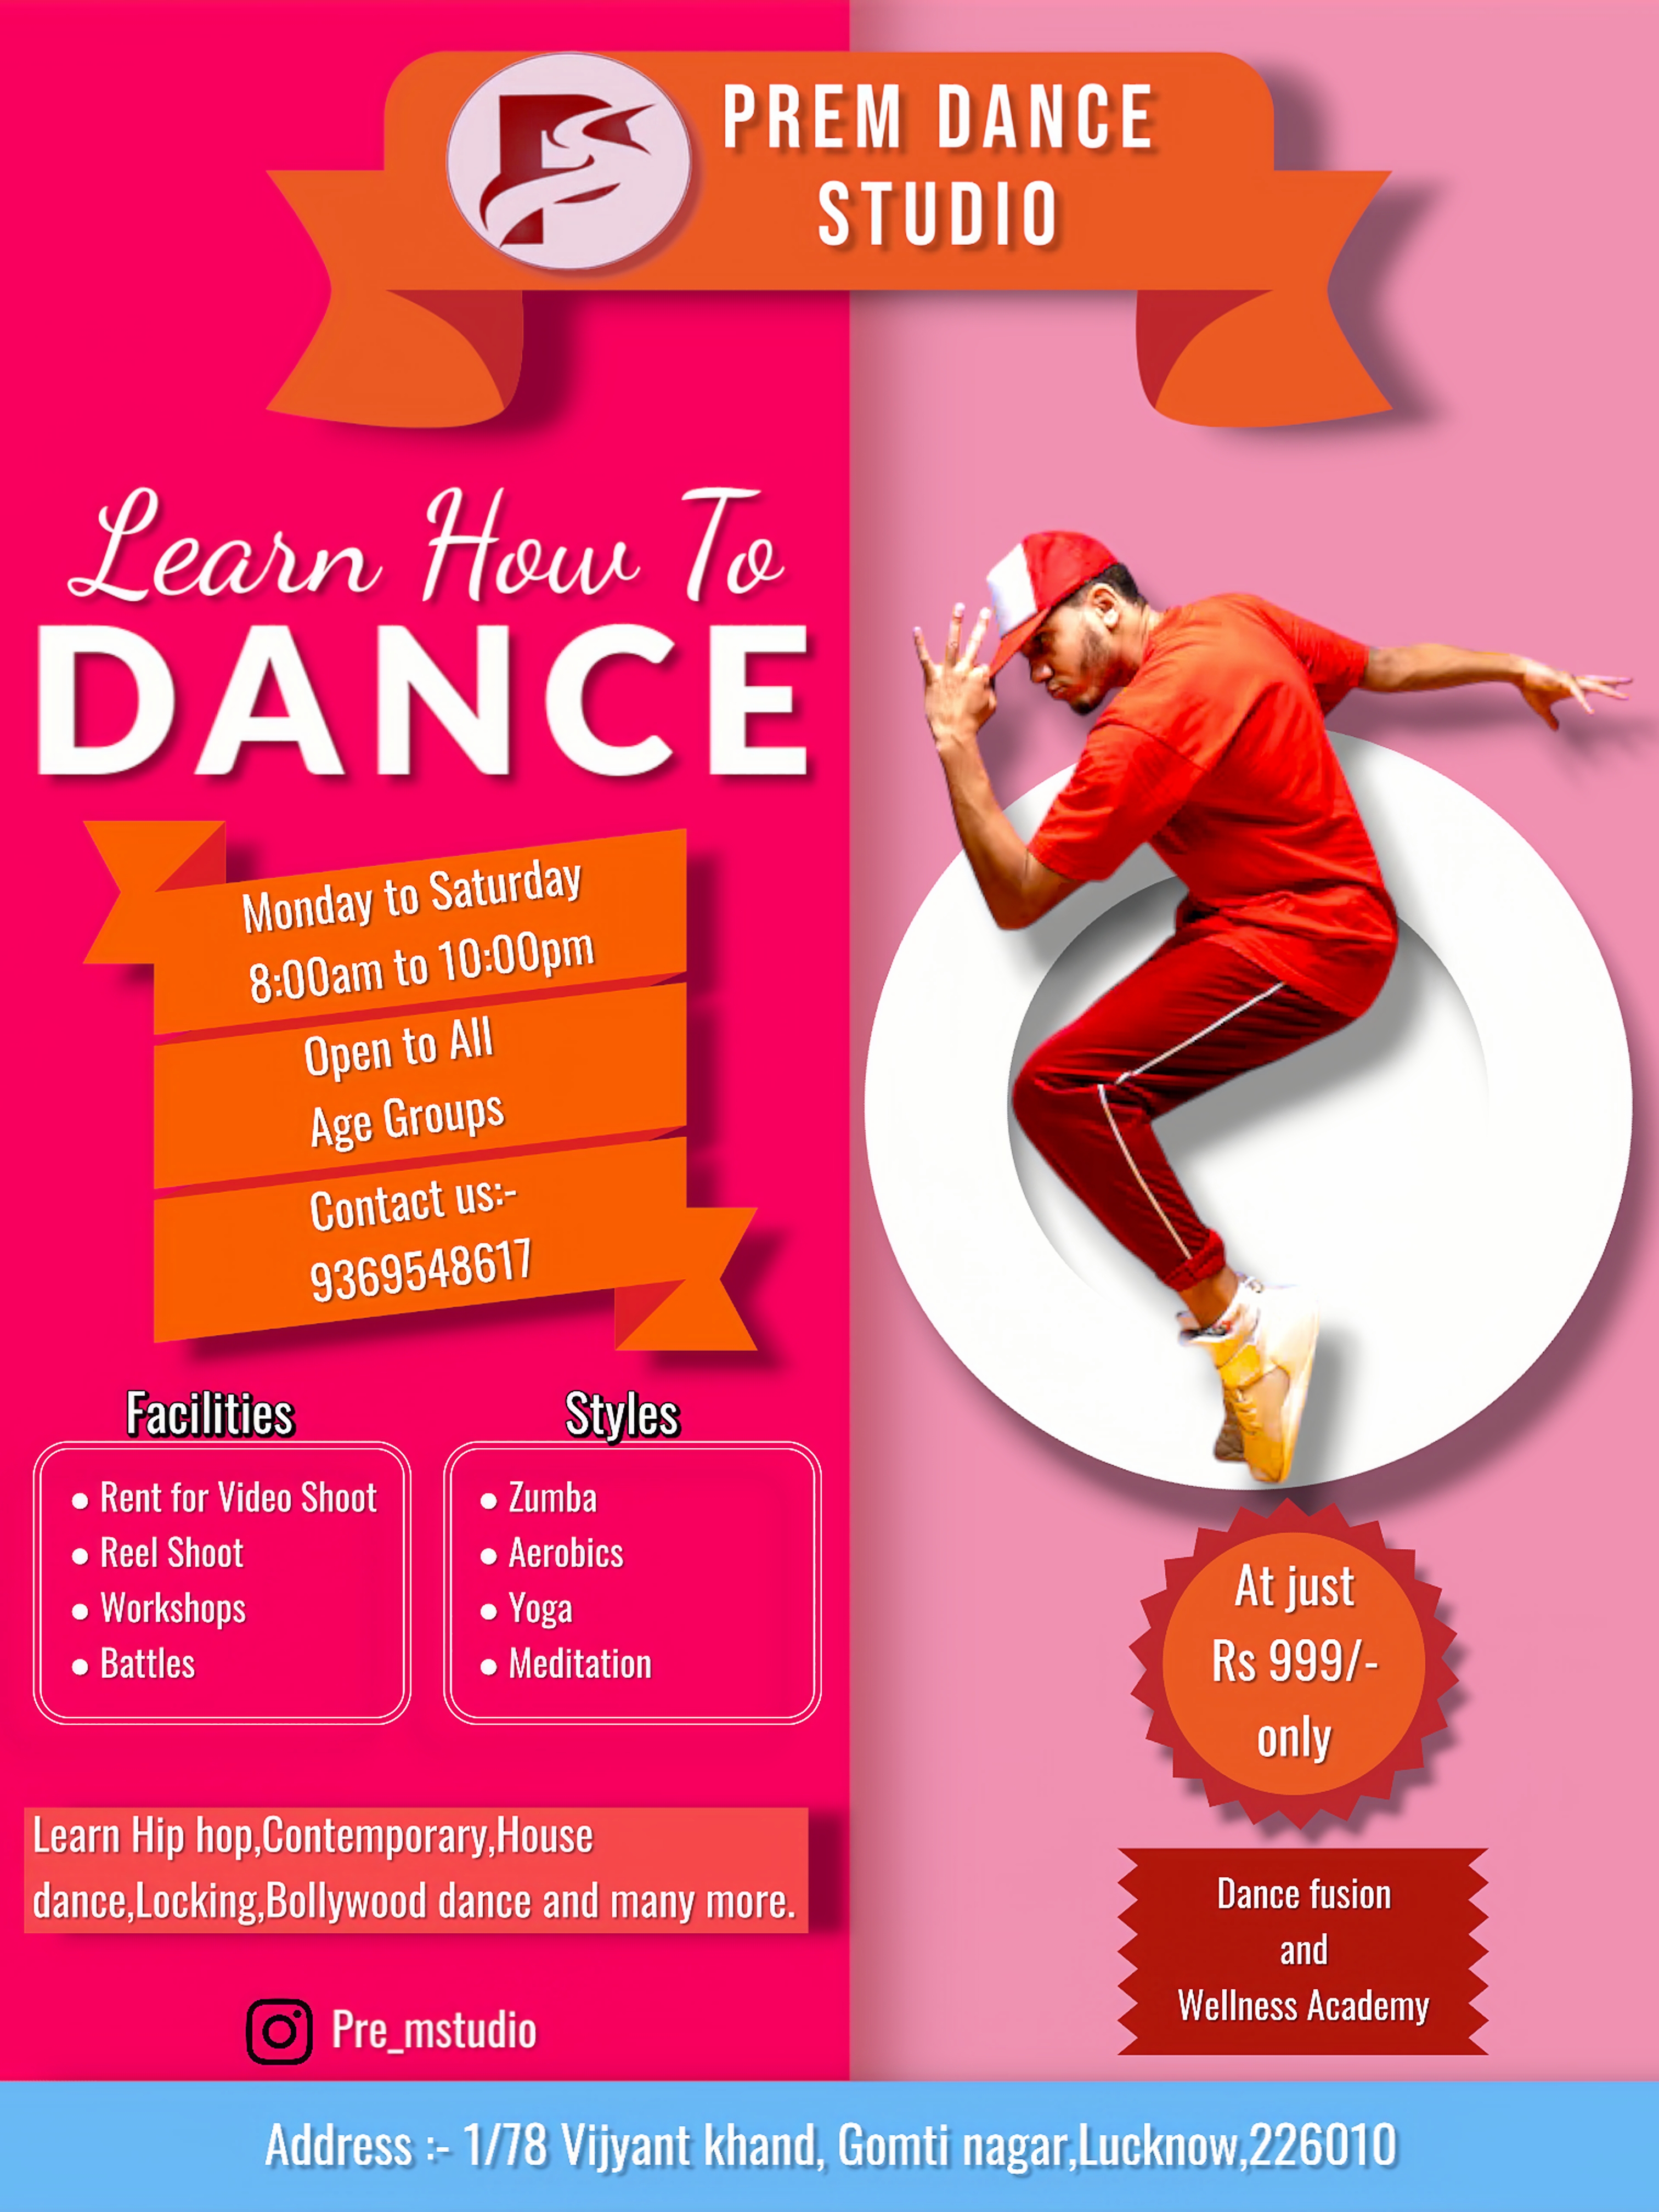 PREM DANCE
STUDIO
Learn How To
DANCE
Monday to Saturday
8:00am to 10:00pm
Open to All
Age Groups
Contact us:-
9369548617
Facilities
● Rent for Video Shoot
● Reel Shoot
● Workshops
● Battles
Styles
● Zumba
● Aerobics
● Yoga
● Meditation
At just
Rs 999/-
only
Learn Hip hop,Contemporary,House
dance,Locking,Bollywood dance and many more.
Dance fusion
and
Wellness Academy
Pre_mstudio
Address :- 1/78 Vijjyant khand, Gomti nagar,Lucknow,226010